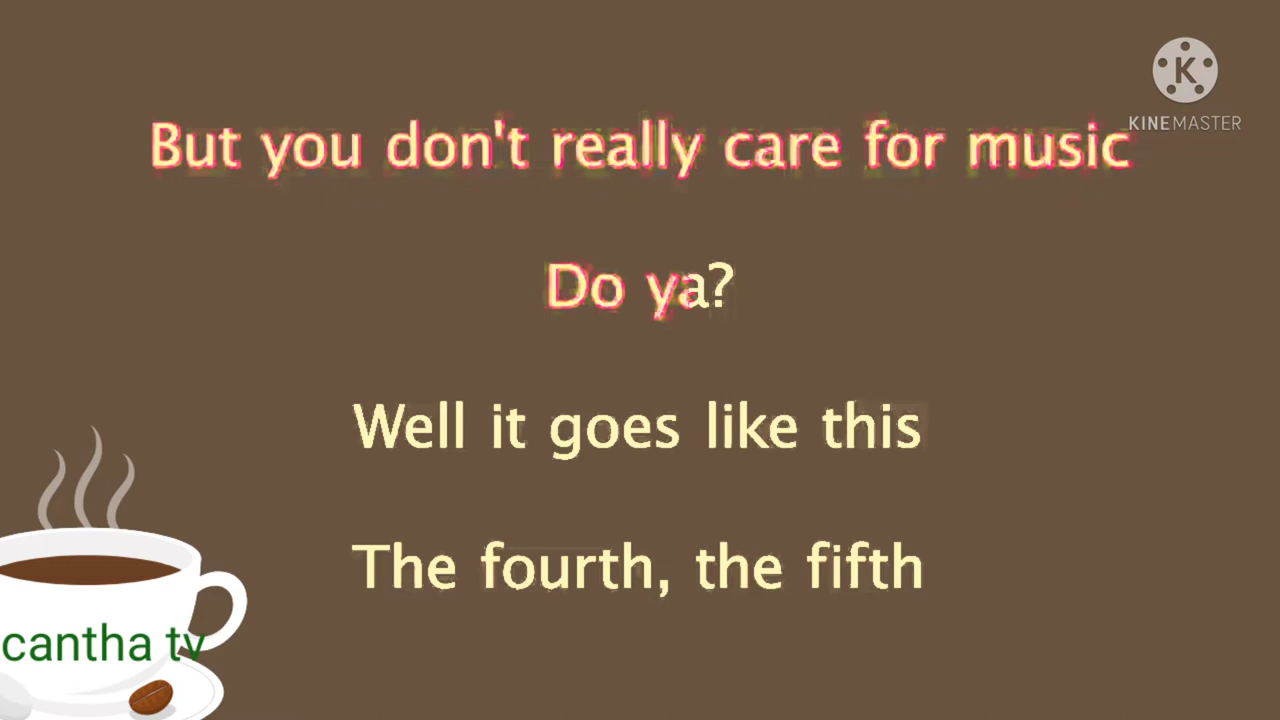 K
KINEMASTER
But you don't really care for music
Do ya?
Well it goes like this
The fourth, the fifth
cantha tv